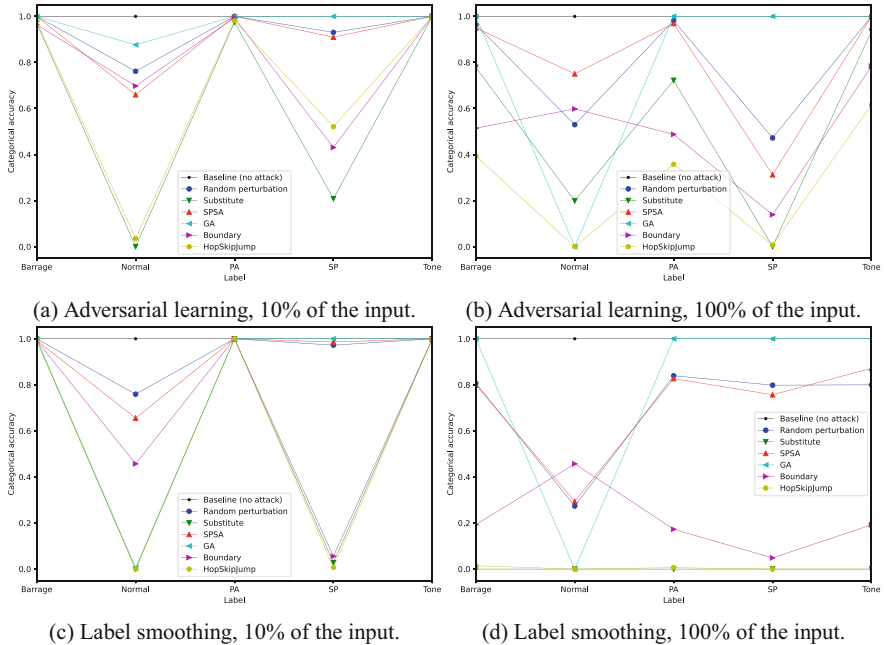 1.0
0.8
0.6
0.4
0.2
0.0
Categorical accuracy
Baseline (no attack)
Random perturbation
Substitute
SPSA
GA
Boundary
HopSkipJump
Barrage Normal PA SP Tone
Label
(a) Adversarial learning, 10% of the input.
1.0
0.8
0.6
0.4
0.2
0.0
Categorical accuracy
Baseline (no attack)
Random perturbation
Substitute
SPSA
GA
Boundary
HopSkipJump
Barrage Normal PA SP Tone
Label
(b) Adversarial learning, 100% of the input.
1.0
0.8
0.6
0.4
0.2
0.0
Categorical accuracy
Baseline (no attack)
Random perturbation
Substitute
SPSA
GA
Boundary
HopSkipJump
Barrage Normal PA SP Tone
Label
(c) Label smoothing, 10% of the input.
1.0
0.8
0.6
0.4
0.2
0.0
Categorical accuracy
Baseline (no attack)
Random perturbation
Substitute
SPSA
GA
Boundary
HopSkipJump
Barrage Normal PA SP Tone
Label
(d) Label smoothing, 100% of the input.